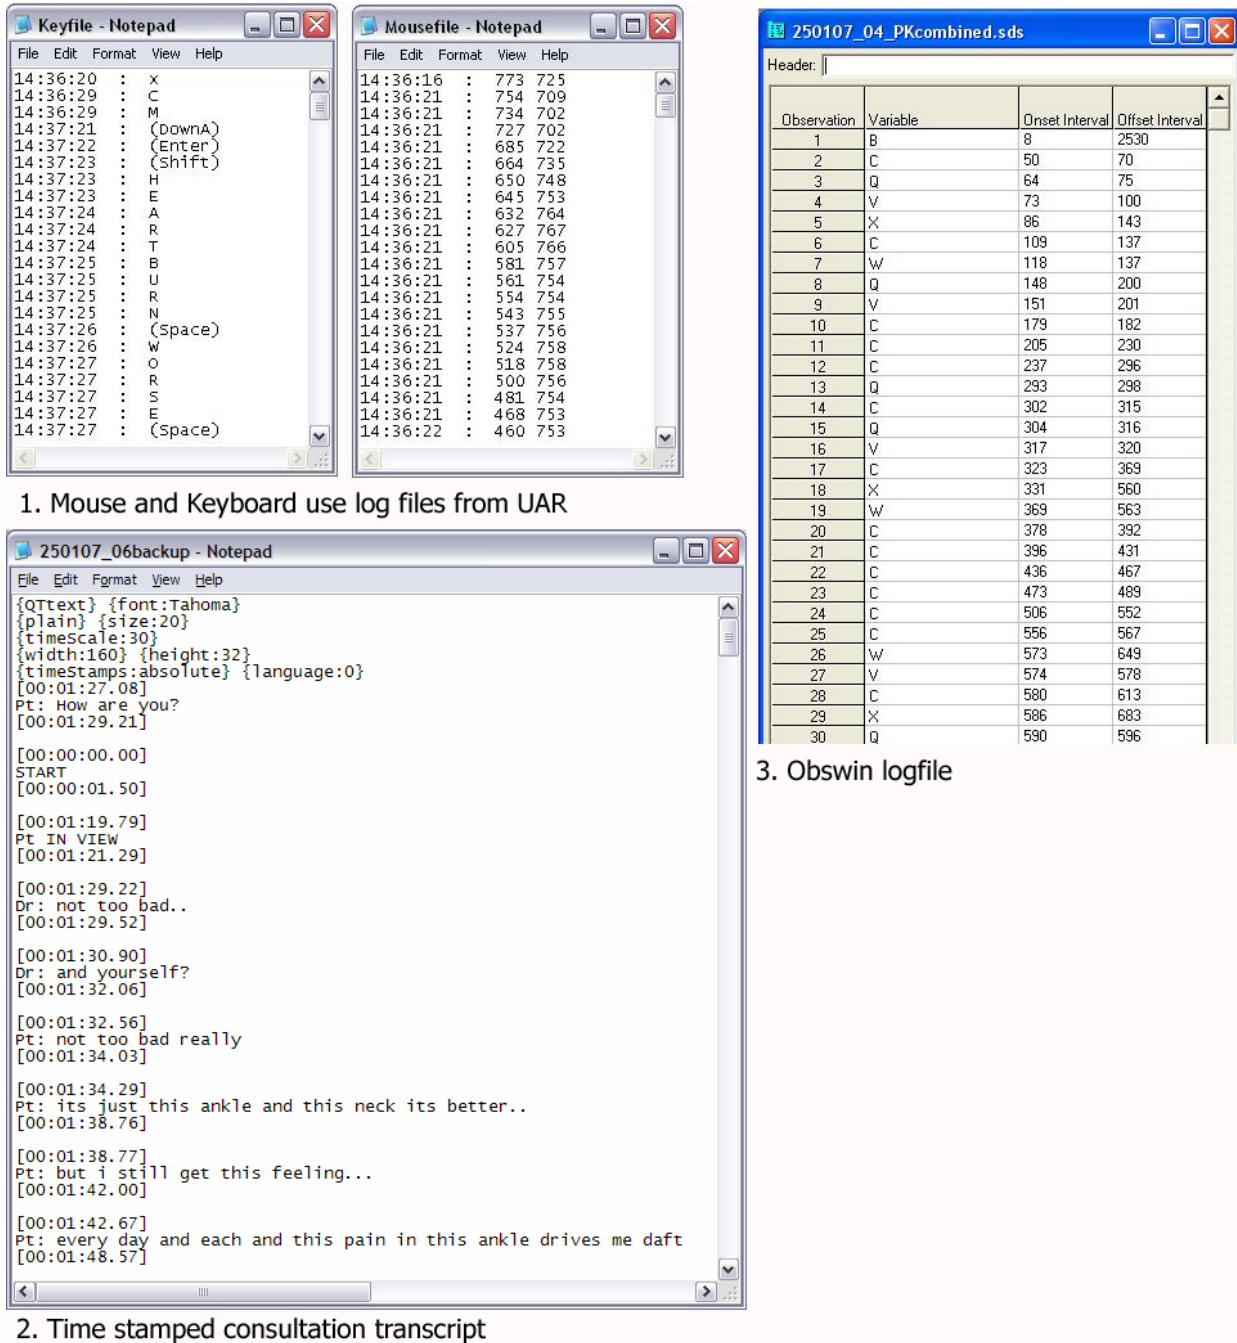 Keyfile - Notepad
File Edit Format View Help
14:36:20 : X
14:36:29 : C
14:36:29 : M
14:37:21 : (DownA)
14:37:22 : (Enter)
14:37:23 : (Shift)
14:37:23 : H
14:37:23 : E
14:37:24 : A
14:37:24 : R
14:37:24 : T
14:37:25 : B
14:37:25 : U
14:37:25 : R
14:37:25 : N
14:37:26 : (Space)
14:37:26 : W
14:37:27 : O
14:37:27 : R
14:37:27 : S
14:37:27 : E
14:37:27 : (Space)
Mousefile - Notepad
File Edit Format View Help
14:36:16 : 773 725
14:36:21 : 754 709
14:36:21 : 734 702
14:36:21 : 727 702
14:36:21 : 685 722
14:36:21 : 664 735
14:36:21 : 650 748
14:36:21 : 645 753
14:36:21 : 632 764
14:36:21 : 627 767
14:36:21 : 605 766
14:36:21 : 581 757
14:36:21 : 561 754
14:36:21 : 554 754
14:36:21 : 543 755
14:36:21 : 537 756
14:36:21 : 524 758
14:36:21 : 518 758
14:36:21 : 500 756
14:36:21 : 481 754
14:36:21 : 468 753
14:36:22 : 460 753
1. Mouse and Keyboard use log files from UAR
250107_06backup - Notepad
File Edit Format View Help
{QTtext} {font:Tahoma}
{plain} {size:20}
{timeScale:30}
{width:160} {height:32}
{timeStamps:absolute} {language:0}
[00:01:27.08]
Pt: How are you?
[00:01:29.21]
[00:00:00.00]
START
[00:00:01.50]
[00:01:19.79]
Pt IN VIEW
[00:01:21.29]
[00:01:29.22]
Dr: not too bad..
[00:01:29.52]
[00:01:30.90]
Dr: and yourself?
[00:01:32.06]
[00:01:32.56]
Pt: not too bad really
[00:01:34.03]
[00:01:34.29]
Pt: its just this ankle and this neck its better..
[00:01:38.76]
[00:01:38.77]
Pt: but i still get this feeling...
[00:01:42.00]
[00:01:42.67]
Pt: every day and each and this pain in this ankle drives me daft
[00:01:48.57]
2. Time stamped consultation transcript
250107_04_PKcombined.sds
Header:
Observation Variable Onset Interval Offset Interval
1 B 8 2530
2 C 50 70
3 Q 64 75
4 V 73 100
5 X 86 143
6 C 109 137
7 W 118 137
8 Q 148 200
9 V 151 201
10 C 179 182
11 C 205 230
12 C 237 296
13 Q 293 298
14 C 302 315
15 Q 304 316
16 V 317 320
17 C 323 369
18 X 331 560
19 W 369 563
20 C 378 392
21 C 396 431
22 C 436 467
23 C 473 489
24 C 506 552
25 C 556 567
26 W 573 649
27 V 574 578
28 C 580 613
29 X 586 683
30 Q 590 596
3. Obswin logfile